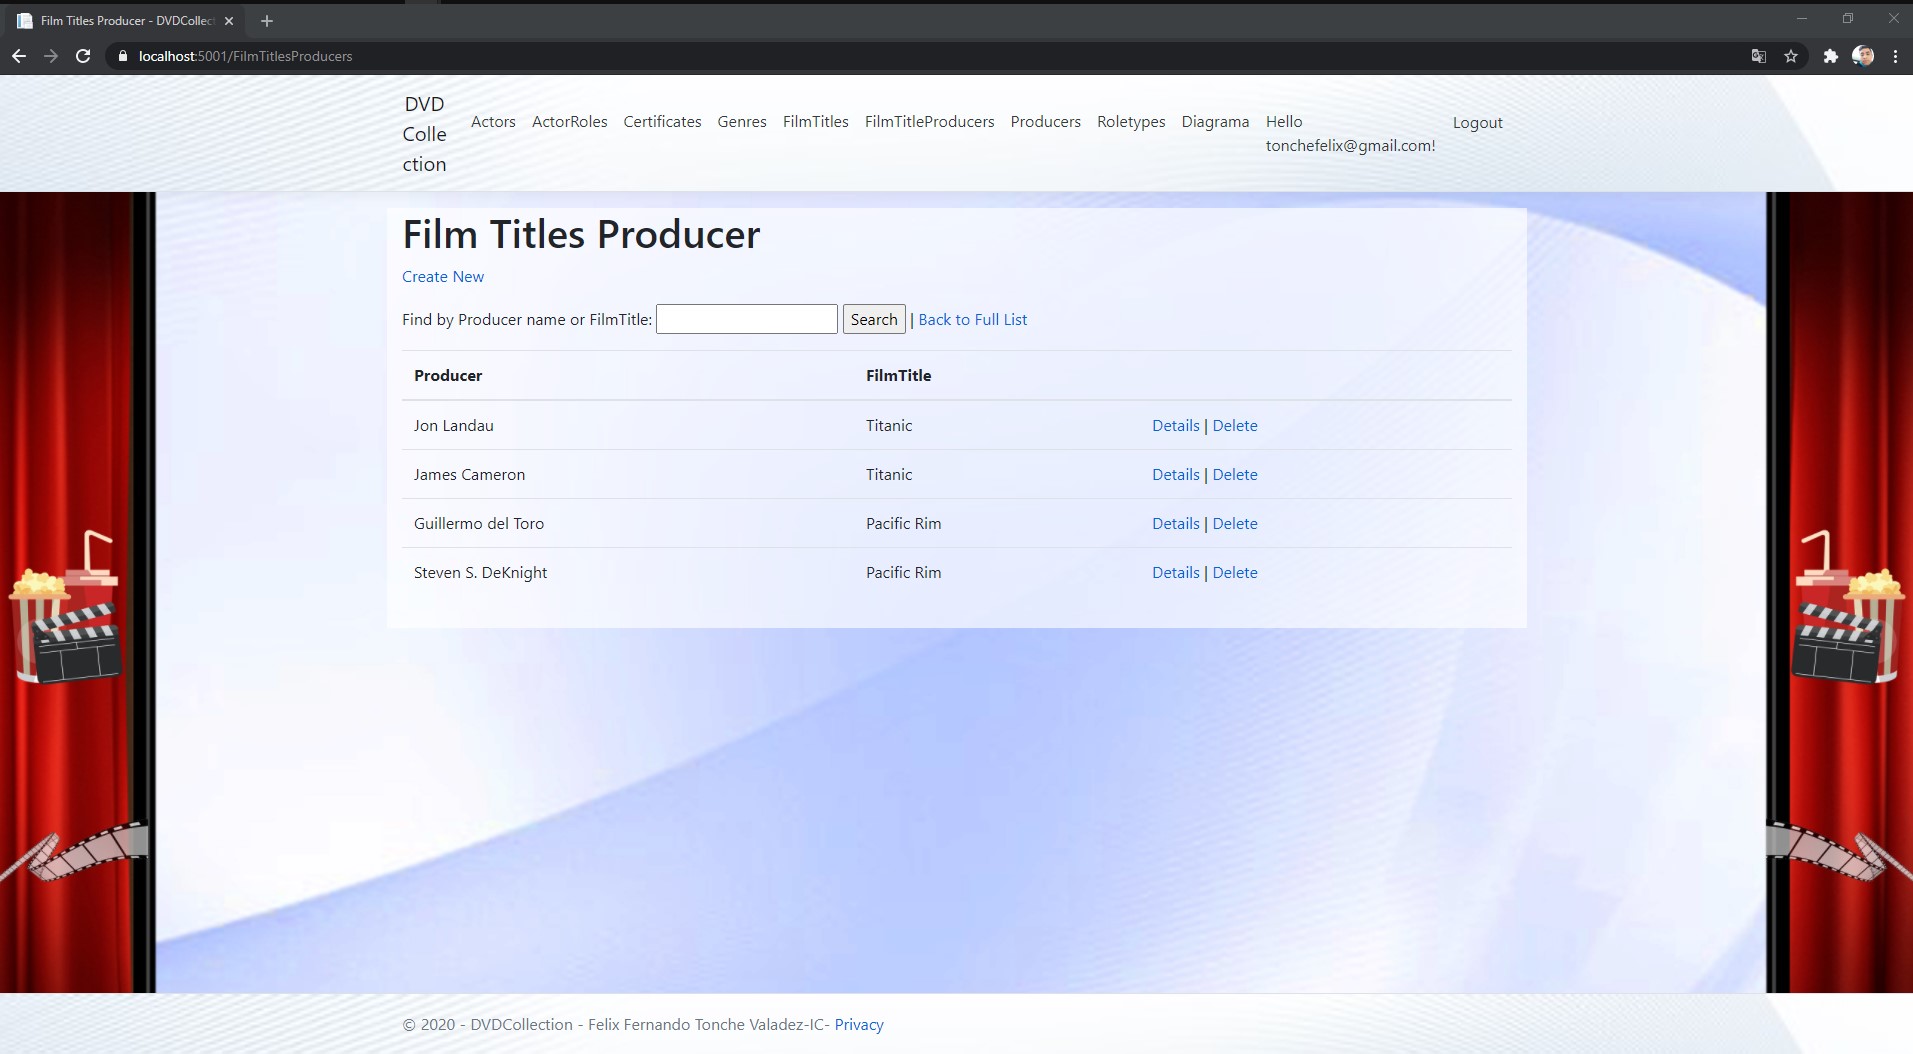 Film Titles Producer - DVDCollect
localhost:5001/FilmTitlesProducers
DVD
Colle
ction
Actors ActorRoles Certificates Genres FilmTitles FilmTitleProducers Producers Roletypes Diagrama Hello
tonchefelix@gmail.com!
Logout
Film Titles Producer
Create New
Find by Producer name or FilmTitle: Search | Back to Full List
Producer FilmTitle
Jon Landau Titanic Details | Delete
James Cameron Titanic Details | Delete
Guillermo del Toro Pacific Rim Details | Delete
Steven S. DeKnight Pacific Rim Details | Delete
© 2020 - DVDCollection - Felix Fernando Tonche Valadez-IC- Privacy